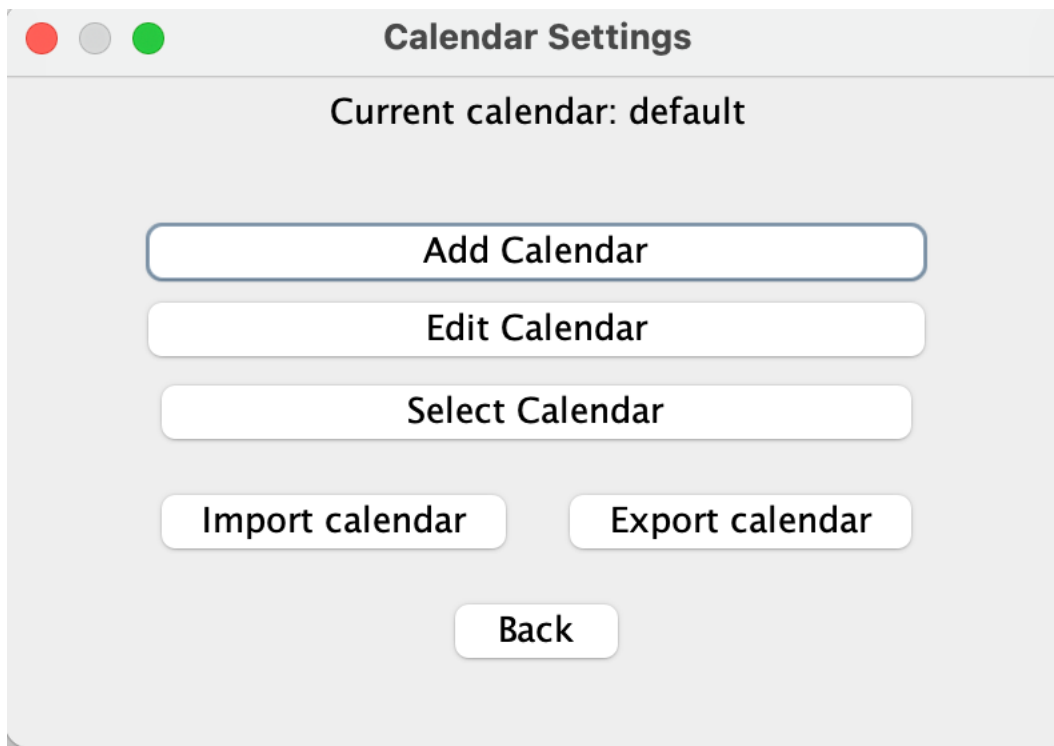 Calendar Settings
Current calendar: default
Add Calendar
Edit Calendar
Select Calendar
Import calendar Export calendar
Back